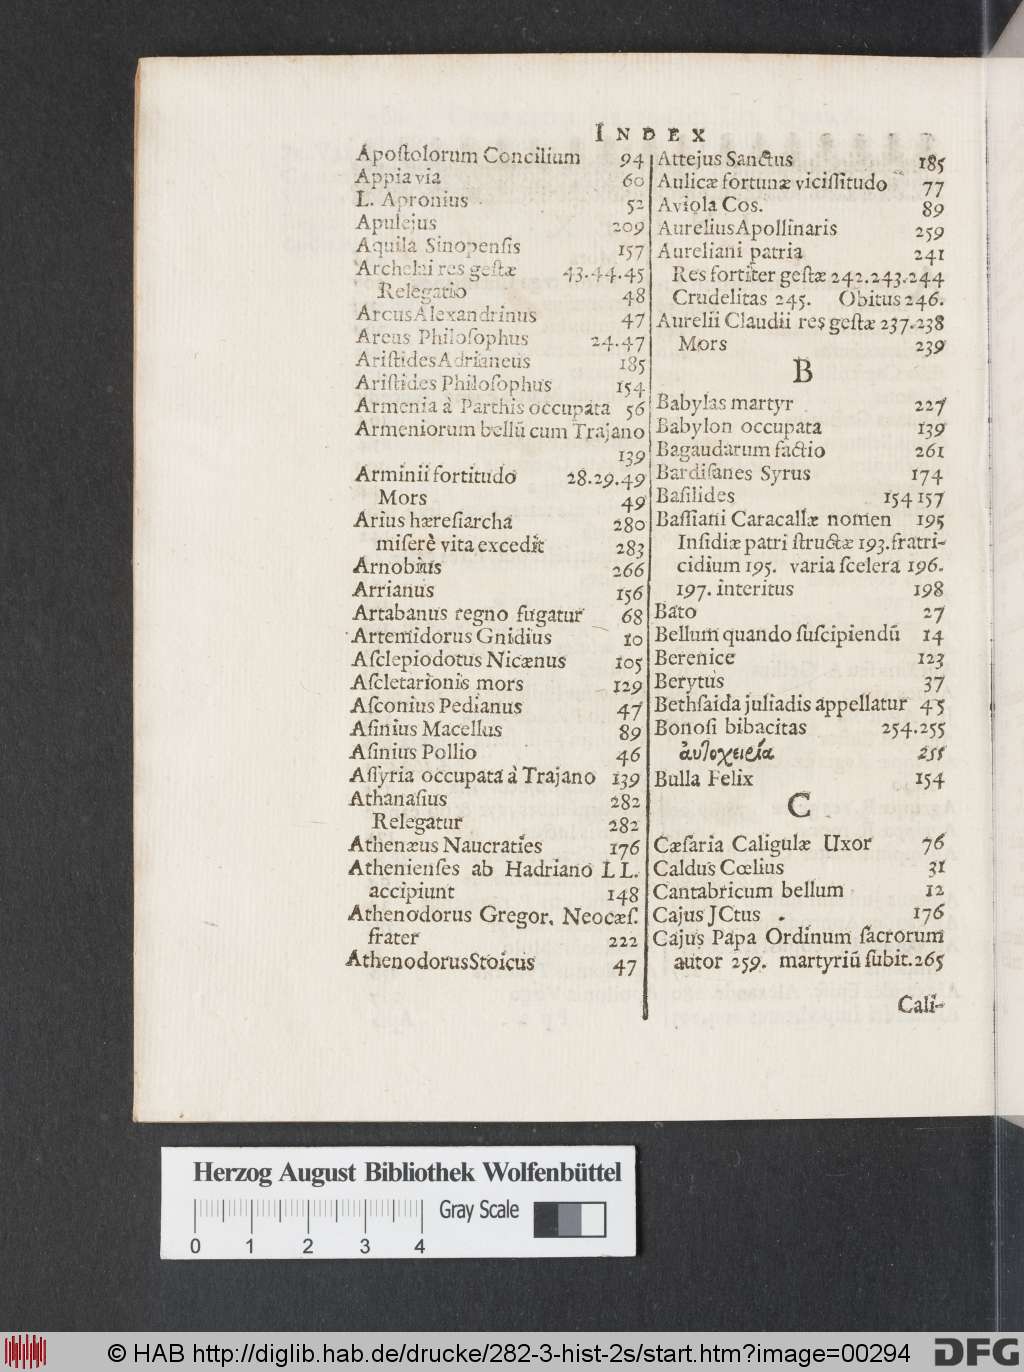 INDEX
Apoſtolorum Concilium 94
Appia via 60
L. Apronius 52
Apulejus 209
Aquila Sinopenſis 157
Archelai res geſtæ 43.44.45
Relegatio 48
Arcus Alexandrinus 47
Areus Philoſophus 24.47
Ariſtides Adrianeus 185
Ariſtides Philoſophus 154
Armenia à Parthis occupata 56
Armeniorum bellū cum Trajano
139
Arminii fortitudo 28.29.49
Mors 49
Arius hæreſiarcha 280
miſerè vita excedit 283
Arnobius 266
Arrianus 156
Artabanus regno fugatur 68
Artemidorus Gnidius 10
Aſclepiodotus Nicænus 105
Aſcletarionis mors 129
Aſconius Pedianus 47
Aſinius Macellus 89
Aſinius Pollio 46
Aſſyria occupata à Trajano 139
Athanaſius 282
Relegatur 282
Athenæus Naucraties 176
Athenienſes ab Hadriano LL.
accipiunt 148
Athenodorus Gregor. Neocæſ.
frater 222
Athenodorus Stoicus 47
Attejus Sanctus 185
Aulicæ fortunæ viciſſitudo 77
Aviola Cos. 89
Aurelius Apollinaris 259
Aureliani patria 241
Res fortiter geſtæ 242.243.244
Crudelitas 245. Obitus 246.
Aurelii Claudii res geſtæ 237.238
Mors 239
B
Babylas martyr 227
Babylon occupata 139
Bagaudarum factio 261
Bardiſanes Syrus 174
Baſilides 154 157
Baſſiani Caracallæ nomen 195
Inſidiæ patri ſtructæ 193. fratri-
cidium 195. varia ſcelera 196.
197. interitus 198
Bato 27
Bellum quando ſuſcipiendū 14
Berenice 123
Berytus 37
Bethſaida juliadis appellatur 45
Bonoſi bibacitas 254.255
ἀυτοχειρία 255
Bulla Felix 154
C
Cæſaria Caligulæ Uxor 76
Caldus Cœlius 31
Cantabricum bellum 12
Cajus JCtus 176
Cajus Papa Ordinum ſacrorum
autor 259. martyriū ſubit. 265
Cali-
Herzog August Bibliothek Wolfenbüttel
Gray Scale
0 1 2 3 4
© HAB http://diglib.hab.de/drucke/282-3-hist-2s/start.htm?image=00294
DFG